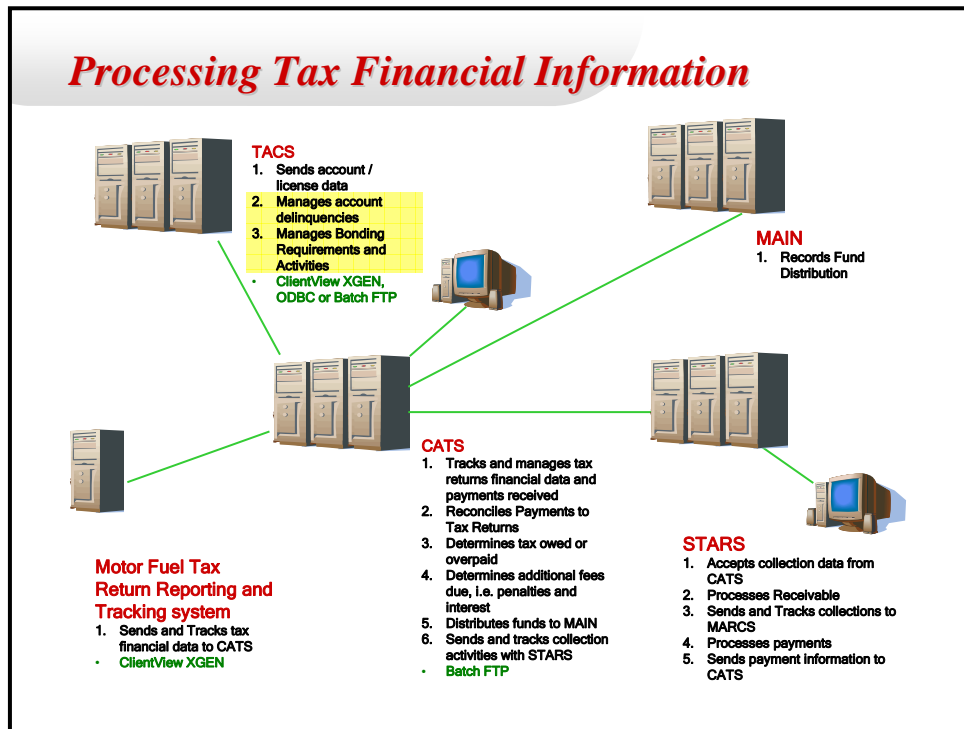 Processing Tax Financial Information
TACS
1. Sends account /
license data
2. Manages account
delinquencies
3. Manages Bonding
Requirements and
Activities
• ClientView XGEN,
ODBC or Batch FTP
MAIN
1. Records Fund
Distribution
CATS
1. Tracks and manages tax
returns financial data and
payments received
2. Reconciles Payments to
Tax Returns
3. Determines tax owed or
overpaid
4. Determines additional fees
due, i.e. penalties and
interest
5. Distributes funds to MAIN
6. Sends and tracks collection
activities with STARS
• Batch FTP
STARS
1. Accepts collection data from
CATS
2. Processes Receivable
3. Sends and Tracks collections to
MARCS
4. Processes payments
5. Sends payment information to
CATS
Motor Fuel Tax
Return Reporting and
Tracking system
1. Sends and Tracks tax
financial data to CATS
• ClientView XGEN